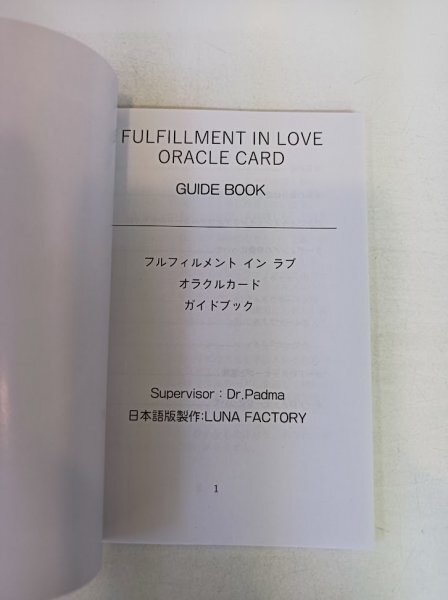 FULFILLMENT IN LOVE
ORACLE CARD
GUIDE BOOK
フルフィルメント イン ラブ
オラクルカード
ガイドブック
Supervisor : Dr.Padma
日本語版製作:LUNA FACTORY
1